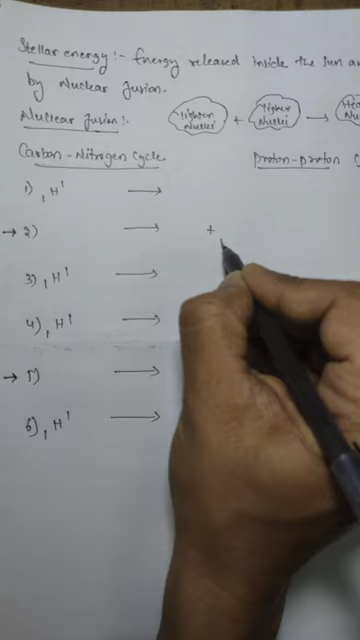 Stellar energy :- Energy released inside the Sun
by Nuclear fusion.
Nuclear fusion :-
Lighter Nuclei + Lighter Nuclei →
Carbon-Nitrogen Cycle
Proton-proton
1) ₁H¹ →
→ 2) → +
3) ₁H¹ →
4) ₁H¹ →
→ 5) →
6) ₁H¹ →